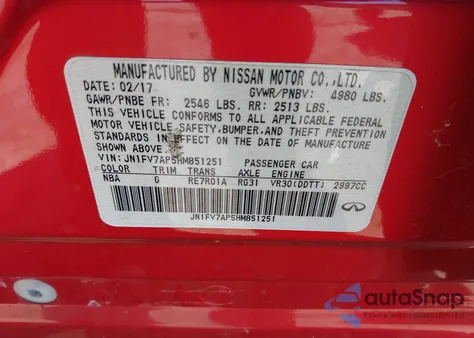 MANUFACTURED BY NISSAN MOTOR CO.,LTD.
DATE: 02/17 GVWR/PNBV: 4980 LBS.
GAWR/PNBE FR: 2546 LBS. RR: 2513 LBS.
THIS VEHICLE CONFORMS TO ALL APPLICABLE FEDERAL
MOTOR VEHICLE SAFETY, BUMPER, AND THEFT PREVENTION
STANDARDS IN EFFECT ON THE DATE OF MANUFACTURE
SHOWN ABOVE.
VIN: JN1FV7AP5HM851251 PASSENGER CAR
COLOR TRIM TRANS AXLE ENGINE
NBA G RE7R01A RG31 VR30(DDTT) 2997CC
JN1FV7AP5HM851251
autoSnap